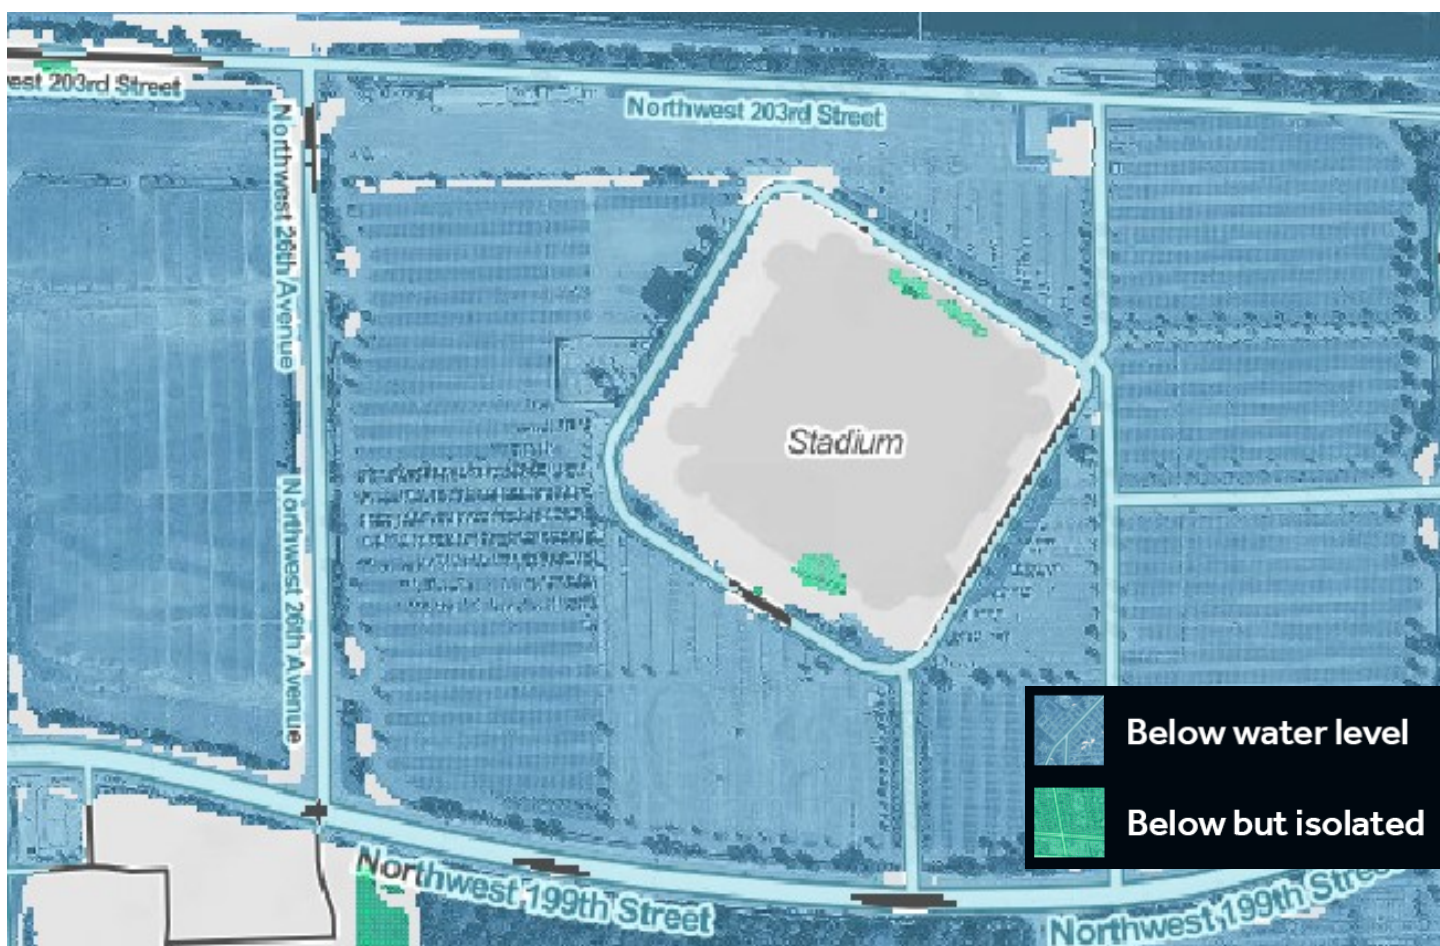 est 203rd Street
Northwest 203rd Street
Northwest 26th Avenue
Stadium
Northwest 26th Avenue
Below water level
Below but isolated
Northwest 199th Street
Northwest 199th Stree